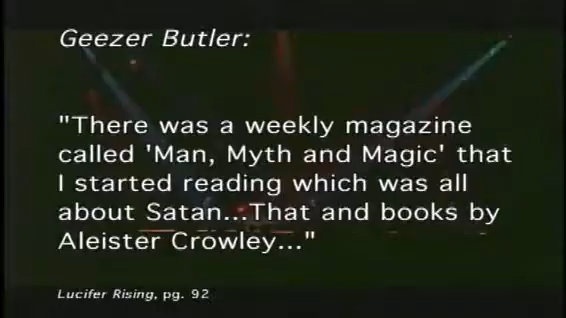 Geezer Butler:
"There was a weekly magazine
called 'Man, Myth and Magic' that
I started reading which was all
about Satan...That and books by
Aleister Crowley..."
Lucifer Rising, pg. 92